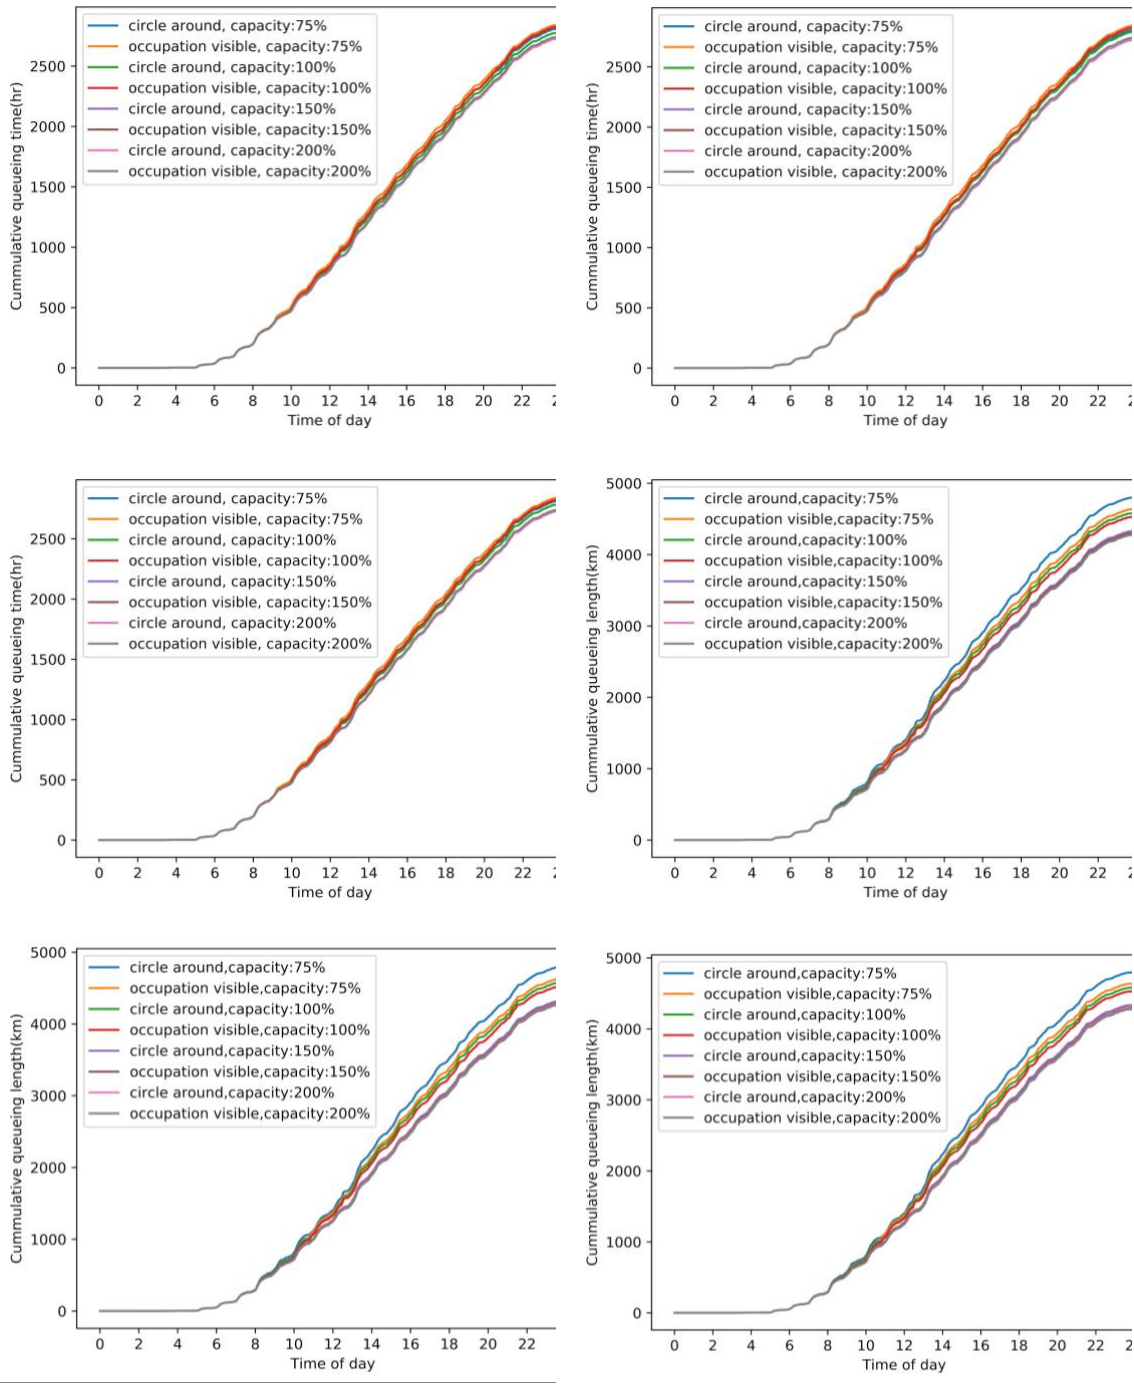 circle around, capacity:75%
occupation visible, capacity:75%
circle around, capacity:100%
occupation visible, capacity:100%
circle around, capacity:150%
occupation visible, capacity:150%
circle around, capacity:200%
occupation visible, capacity:200%
2500
2000
1500
1000
500
0
Cummulative queueing time(hr)
0 2 4 6 8 10 12 14 16 18 20 22 2
Time of day
circle around, capacity:75%
occupation visible, capacity:75%
circle around, capacity:100%
occupation visible, capacity:100%
circle around, capacity:150%
occupation visible, capacity:150%
circle around, capacity:200%
occupation visible, capacity:200%
2500
2000
1500
1000
500
0
Cummulative queueing time(hr)
0 2 4 6 8 10 12 14 16 18 20 22 2
Time of day
circle around, capacity:75%
occupation visible, capacity:75%
circle around, capacity:100%
occupation visible, capacity:100%
circle around, capacity:150%
occupation visible, capacity:150%
circle around, capacity:200%
occupation visible, capacity:200%
2500
2000
1500
1000
500
0
Cummulative queueing time(hr)
0 2 4 6 8 10 12 14 16 18 20 22 2
Time of day
circle around,capacity:75%
occupation visible,capacity:75%
circle around,capacity:100%
occupation visible,capacity:100%
circle around,capacity:150%
occupation visible,capacity:150%
circle around,capacity:200%
occupation visible,capacity:200%
5000
4000
3000
2000
1000
0
Cummulative queueing length(km)
0 2 4 6 8 10 12 14 16 18 20 22 2
Time of day
circle around,capacity:75%
occupation visible,capacity:75%
circle around,capacity:100%
occupation visible,capacity:100%
circle around,capacity:150%
occupation visible,capacity:150%
circle around,capacity:200%
occupation visible,capacity:200%
5000
4000
3000
2000
1000
0
Cummulative queueing length(km)
0 2 4 6 8 10 12 14 16 18 20 22
Time of day
circle around,capacity:75%
occupation visible,capacity:75%
circle around,capacity:100%
occupation visible,capacity:100%
circle around,capacity:150%
occupation visible,capacity:150%
circle around,capacity:200%
occupation visible,capacity:200%
5000
4000
3000
2000
1000
0
Cummulative queueing length(km)
0 2 4 6 8 10 12 14 16 18 20 22 2
Time of day